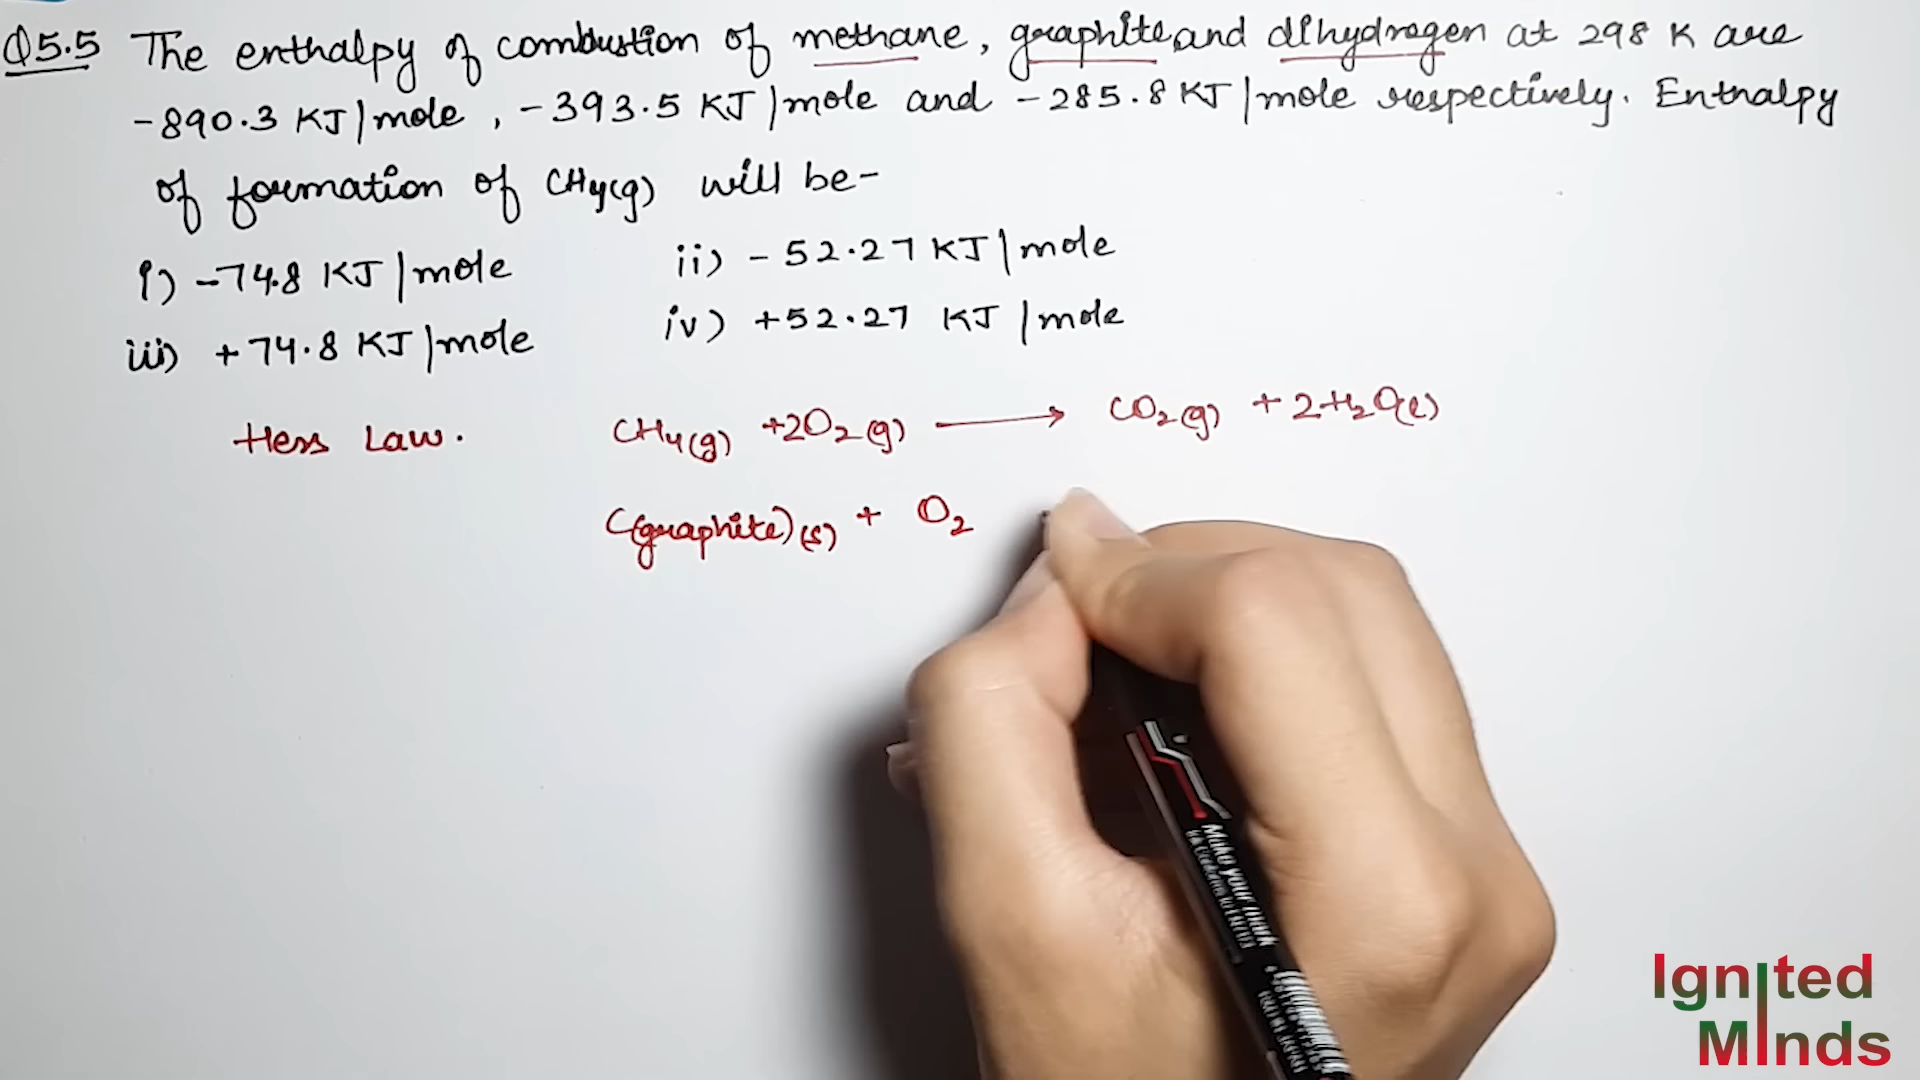 Q5.5 The enthalpy of combustion of methane, graphite and dihydrogen at 298 K are
-890.3 KJ/mole, -393.5 KJ/mole and -285.8 KJ/mole respectively. Enthalpy
of formation of CH4(g) will be-
i) -74.8 KJ/mole ii) -52.27 KJ/mole
iii) +74.8 KJ/mole iv) +52.27 KJ/mole
Hess Law. CH4(g) +2O2(g) → CO2(g) +2H2O(l)
C(graphite)(s) + O2
Make your mark
Ignited
Minds